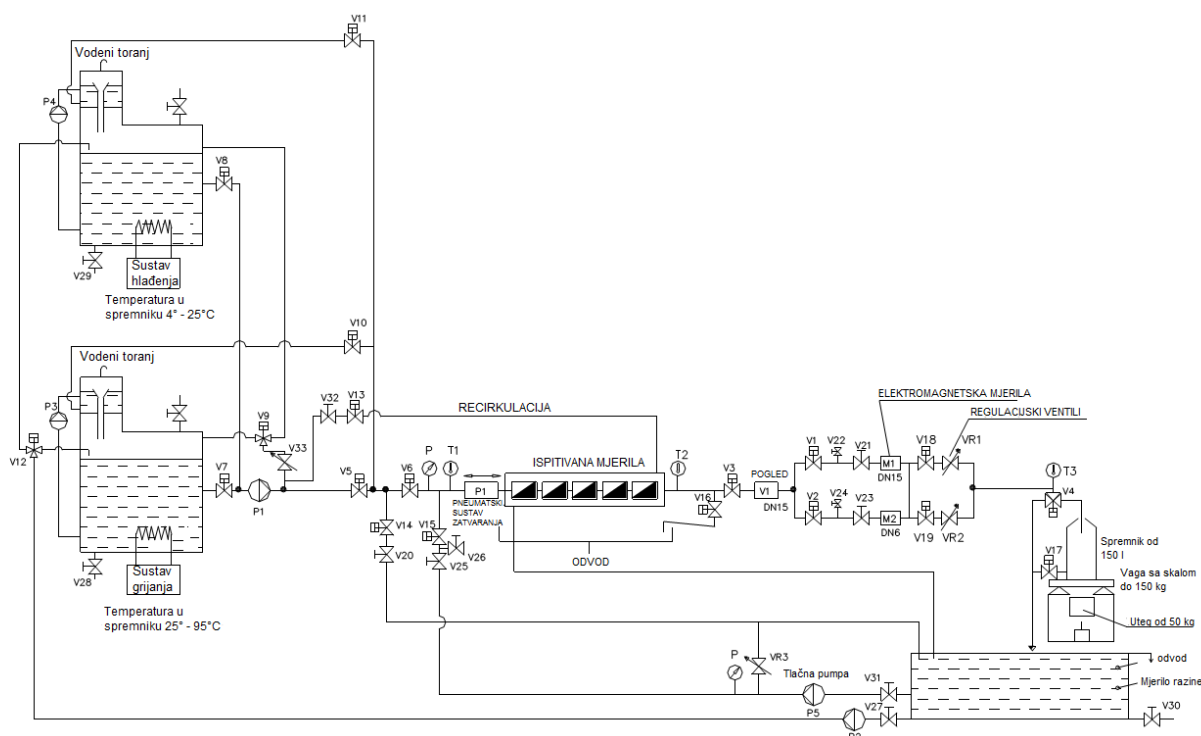 V11
Vodeni toranj
P4
V8
V29
Sustav
hlađenja
Temperatura u
spremniku 4° - 25°C
V10
Vodeni toranj
P3
V12
V9
V33
V32
V13
RECIRKULACIJA
V7
P1
V5
V6
P
T1
P1
PNEUMATSKI
SUSTAV
ZATVARANJA
ISPITIVANA MJERILA
T2
V16
V3
POGLED
V1
DN15
V1
V22
V21
M1
DN15
ELEKTROMAGNETSKA MJERILA
REGULACIJSKI VENTILI
V18
VR1
V2
V24
V23
M2
DN6
V19
VR2
T3
V4
V14
V20
V15
V26
V25
ODVOD
V17
Spremnik od
150 l
Vaga sa skalom
do 150 kg
Uteg od 50 kg
V28
Sustav
grijanja
Temperatura u
spremniku 25° - 95°C
P
VR3
Tlačna pumpa
P5
V31
V27
P2
odvod
Mjerilo razine
V30